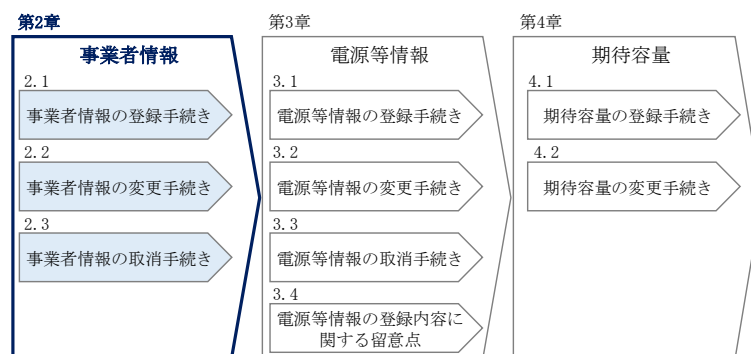 第2章
事業者情報
2.1
事業者情報の登録手続き
2.2
事業者情報の変更手続き
2.3
事業者情報の取消手続き
第3章
電源等情報
3.1
電源等情報の登録手続き
3.2
電源等情報の変更手続き
3.3
電源等情報の取消手続き
3.4
電源等情報の登録内容に
関する留意点
第4章
期待容量
4.1
期待容量の登録手続き
4.2
期待容量の変更手続き